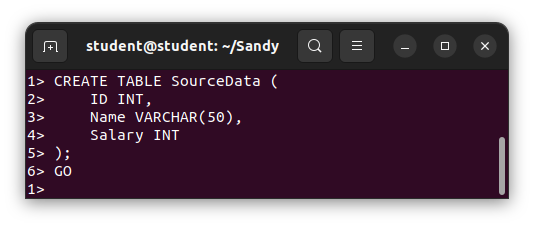 student@student: ~/Sandy
1> CREATE TABLE SourceData (
2>     ID INT,
3>     Name VARCHAR(50),
4>     Salary INT
5> );
6> GO
1>